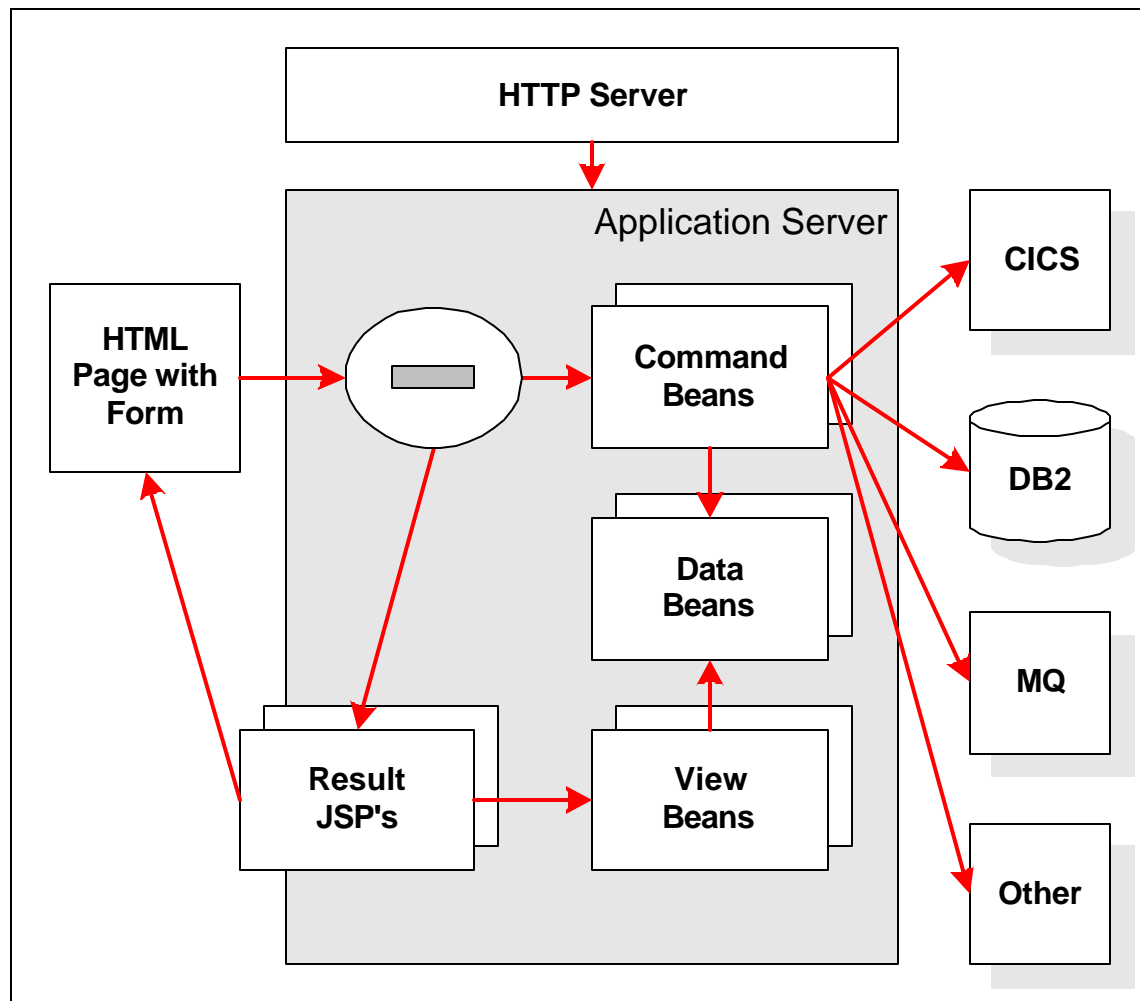 HTTP Server
Application Server
CICS
HTML
Page with
Form
Command
Beans
DB2
Data
Beans
MQ
Result
JSP's
View
Beans
Other